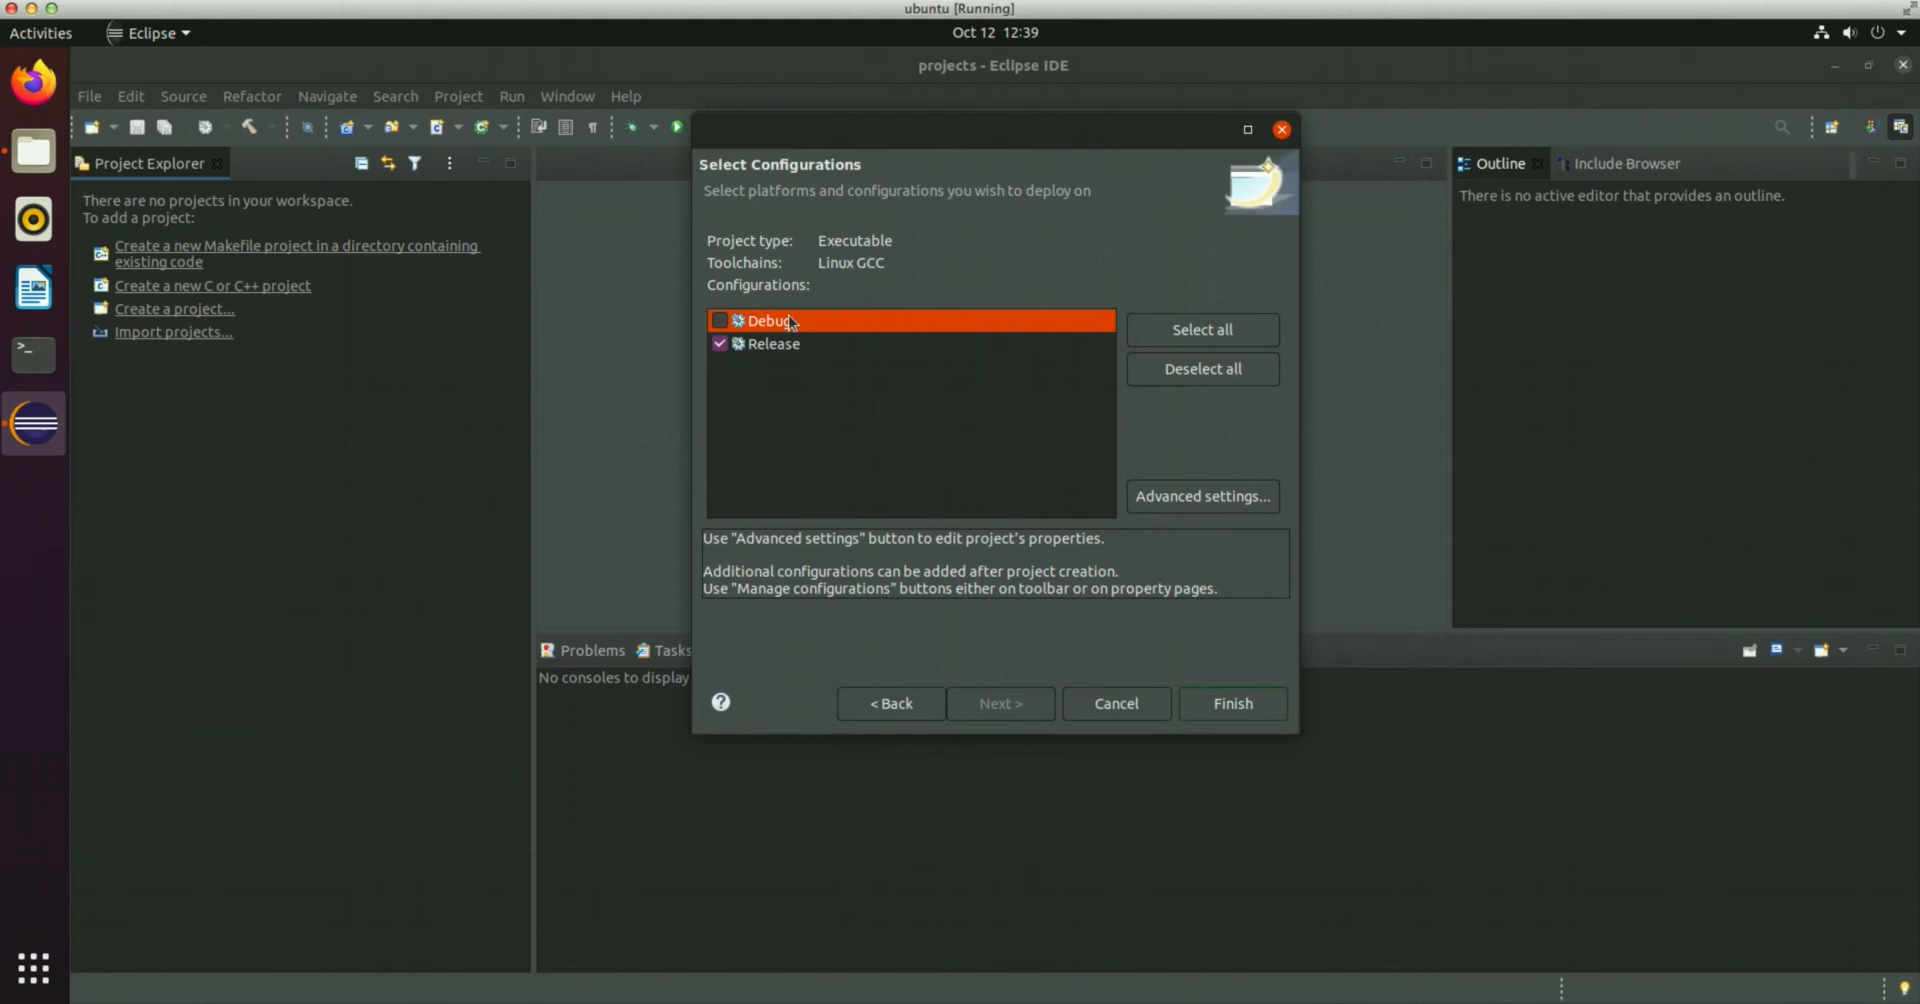 ubuntu [Running]
Activities
Eclipse
Oct 12 12:39
projects - Eclipse IDE
File Edit Source Refactor Navigate Search Project Run Window Help
Project Explorer
There are no projects in your workspace.
To add a project:
Create a new Makefile project in a directory containing
existing code
Create a new C or C++ project
Create a project...
Import projects...
Select Configurations
Select platforms and configurations you wish to deploy on
Project type: Executable
Toolchains: Linux GCC
Configurations:
Debug
Release
Select all
Deselect all
Advanced settings...
Use "Advanced settings" button to edit project's properties.
Additional configurations can be added after project creation.
Use "Manage configurations" buttons either on toolbar or on property pages.
< Back
Next >
Cancel
Finish
Outline
Include Browser
There is no active editor that provides an outline.
Problems
Tasks
No consoles to display